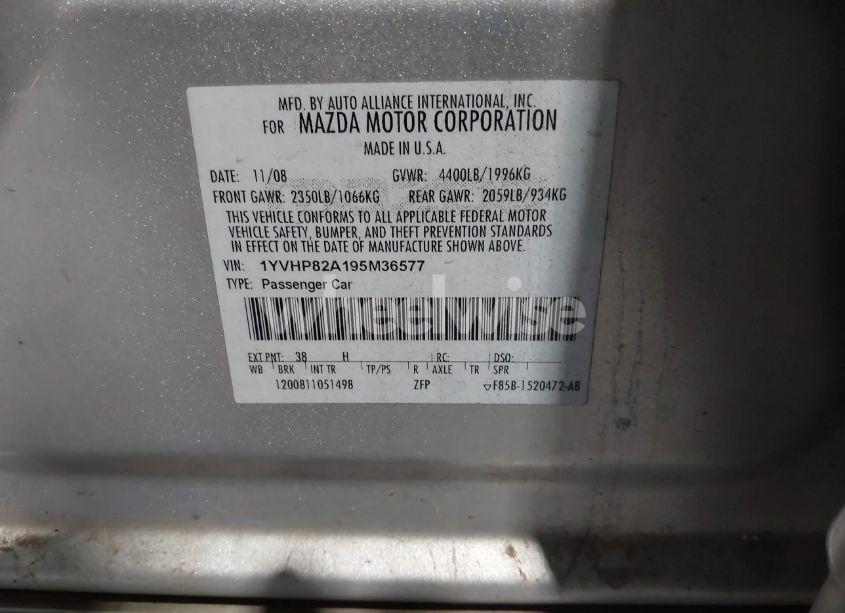 MFD. BY AUTO ALLIANCE INTERNATIONAL, INC.
FOR MAZDA MOTOR CORPORATION
MADE IN U.S.A.
DATE: 11/08 GVWR: 4400LB/1996KG
FRONT GAWR: 2350LB/1066KG REAR GAWR: 2059LB/934KG
THIS VEHICLE CONFORMS TO ALL APPLICABLE FEDERAL MOTOR
VEHICLE SAFETY, BUMPER, AND THEFT PREVENTION STANDARDS
IN EFFECT ON THE DATE OF MANUFACTURE SHOWN ABOVE.
VIN: 1YVHP82A195M36577
TYPE: Passenger Car
wheelwise
EXT PNT: 38 H RC: DSO:
WB BRK INT TR TP/PS R AXLE TR SPR
1200811051498 ZFP F85B-1520472-AB